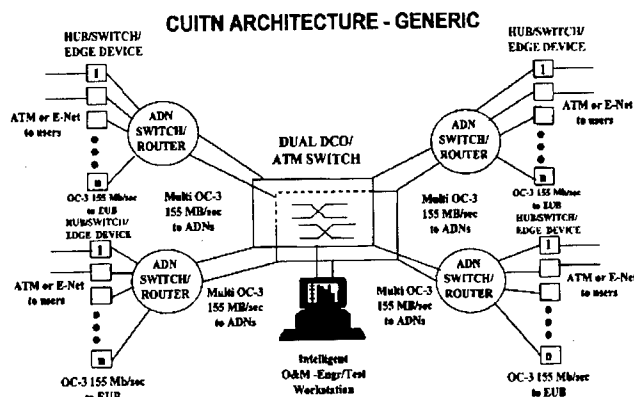 CUITN ARCHITECTURE - GENERIC
HUB/SWITCH/
EDGE DEVICE
1
ATM or E-Net
to users
n
OC-3 155 Mb/sec
to EUB
ADN
SWITCH/
ROUTER
Multi OC-3
155 MB/sec
to ADNs
DUAL DCO/
ATM SWITCH
Multi OC-3
155 MB/sec
to ADNs
ADN
SWITCH/
ROUTER
HUB/SWITCH/
EDGE DEVICE
1
ATM or E-Net
to users
n
OC-3 155 Mb/sec
to EUB
HUB/SWITCH/
EDGE DEVICE
1
ATM or E-Net
to users
n
OC-3 155 Mb/sec
to EUB
ADN
SWITCH/
ROUTER
Multi OC-3
155 MB/sec
to ADNs
Intelligent
O&M -Engr/Test
Workstation
Multi OC-3
155 MB/sec
to ADNs
ADN
SWITCH/
ROUTER
HUB/SWITCH/
EDGE DEVICE
1
ATM or E-Net
to users
n
OC-3 155 Mb/sec
to EUB